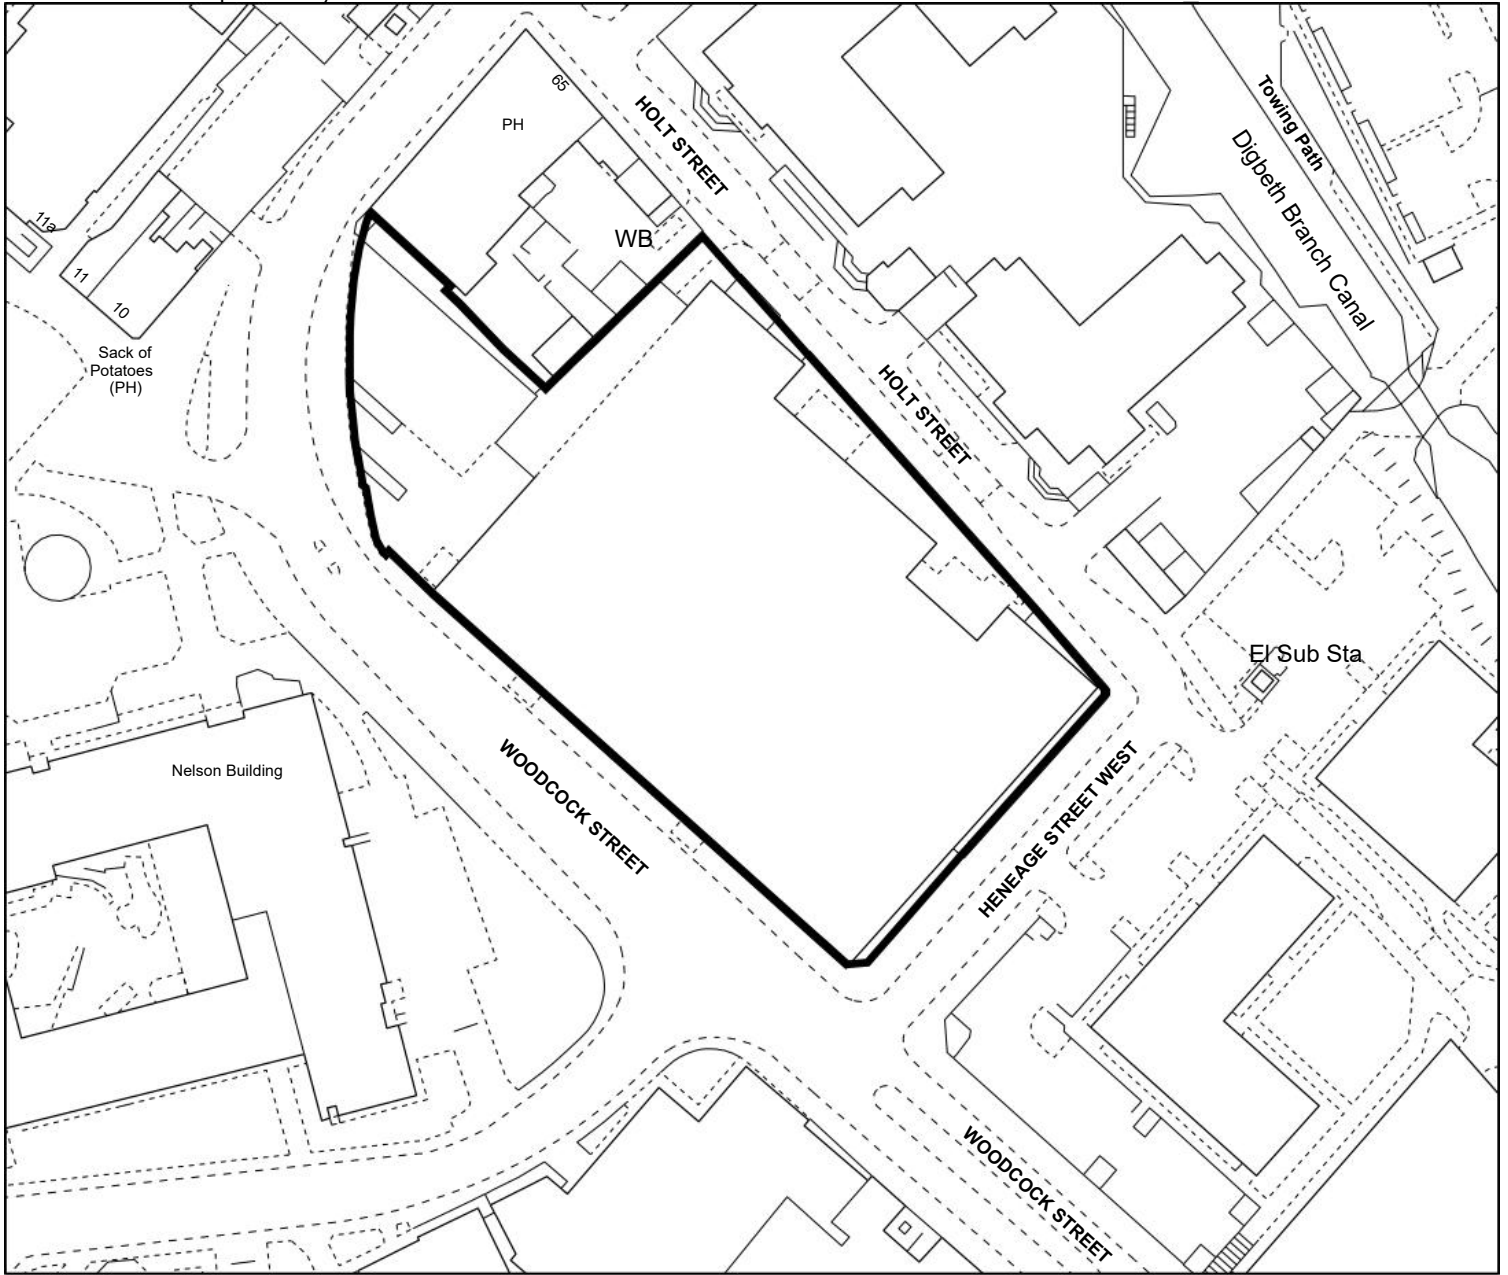 65
PH
HOLT STREET
WB
Towing Path
Digbeth Branch Canal
11a
11
10
Sack of
Potatoes
(PH)
HOLT STREET
El Sub Sta
Nelson Building
WOODCOCK STREET
HENEAGE STREET WEST
WOODCOCK STREET